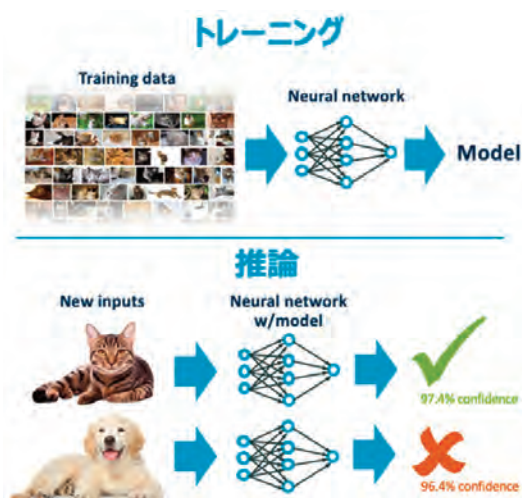 トレーニング
Training data
Neural network
Model
推論
New inputs
Neural network
w/model
97.4% confidence
96.4% confidence